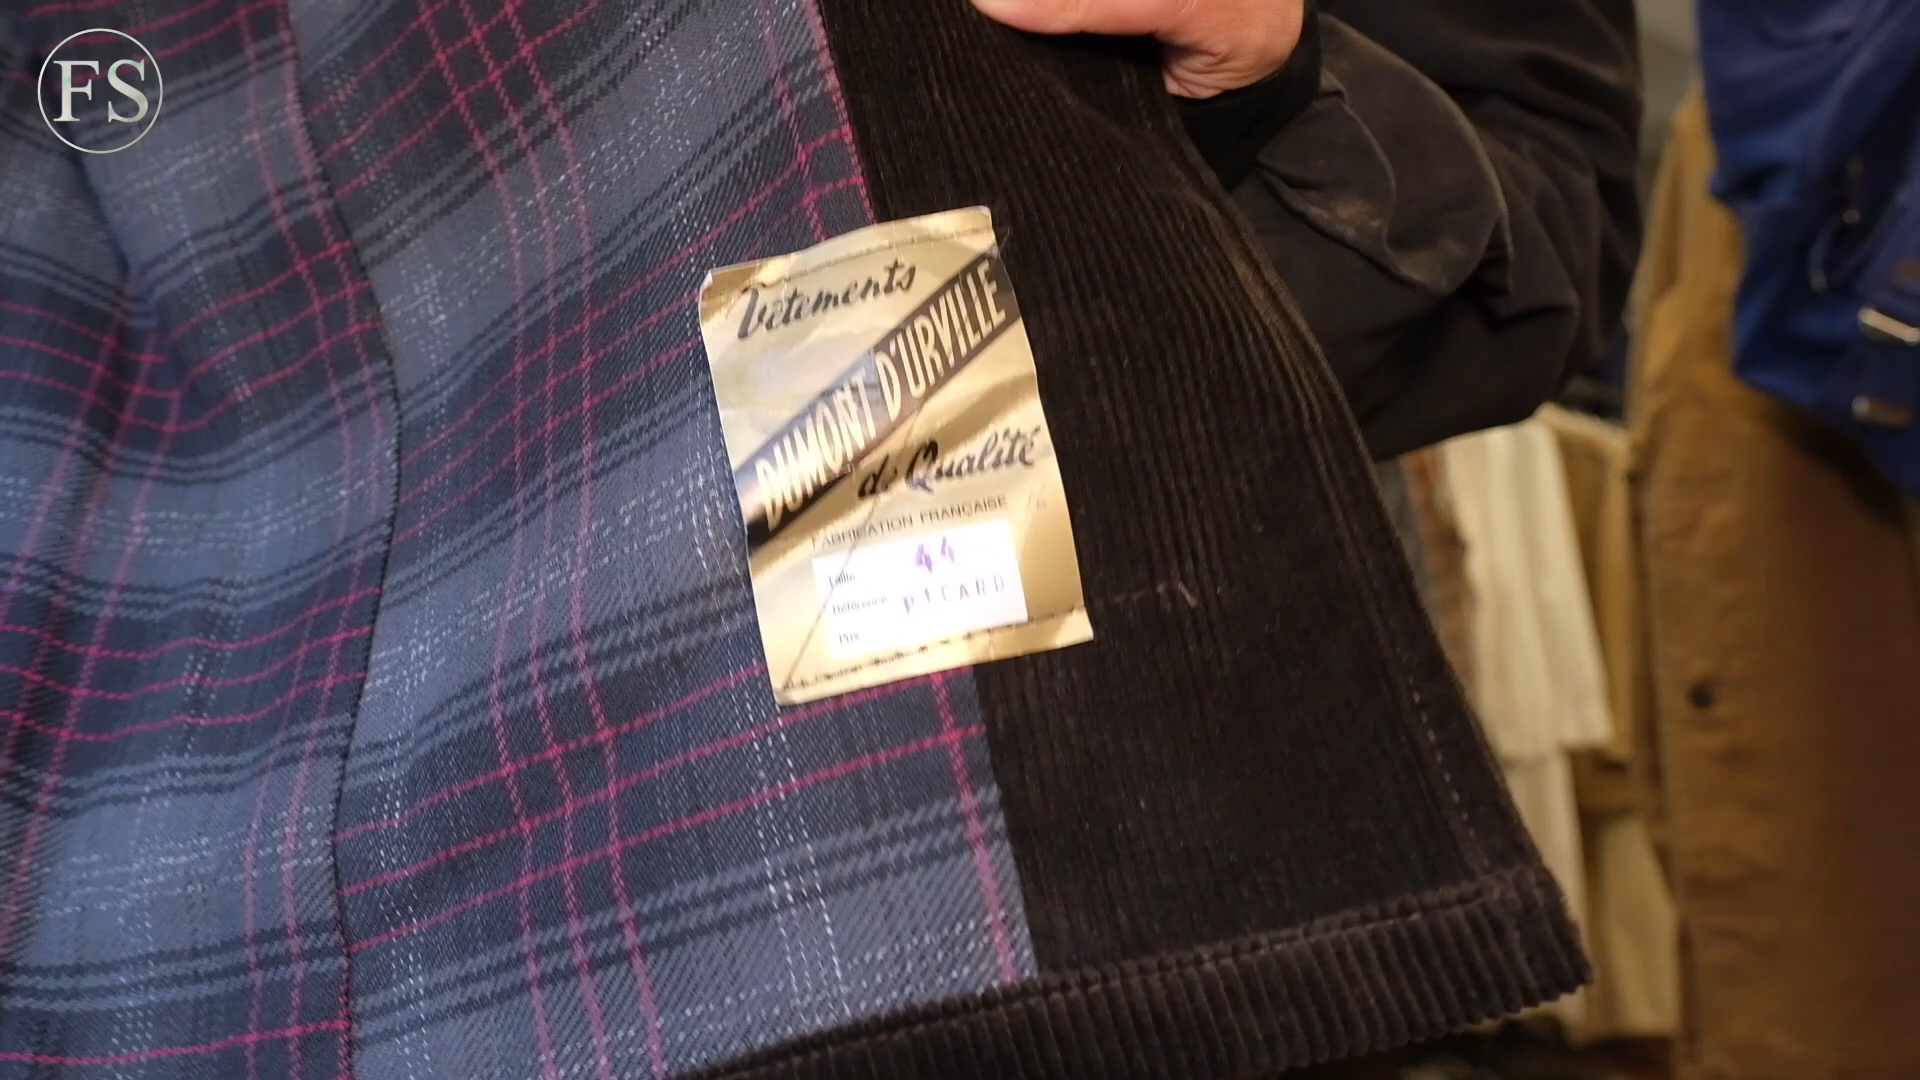 FS
Vêtements
DUMONT D'URVILLE
de Qualité
FABRICATION FRANÇAISE
Taille 44
Référence PICARD
Prix